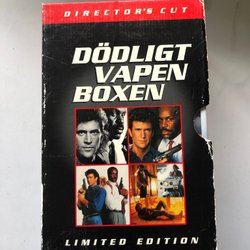 DIRECTOR'S CUT
DÖDLIGT
VAPEN
BOXEN
LIMITED EDITION